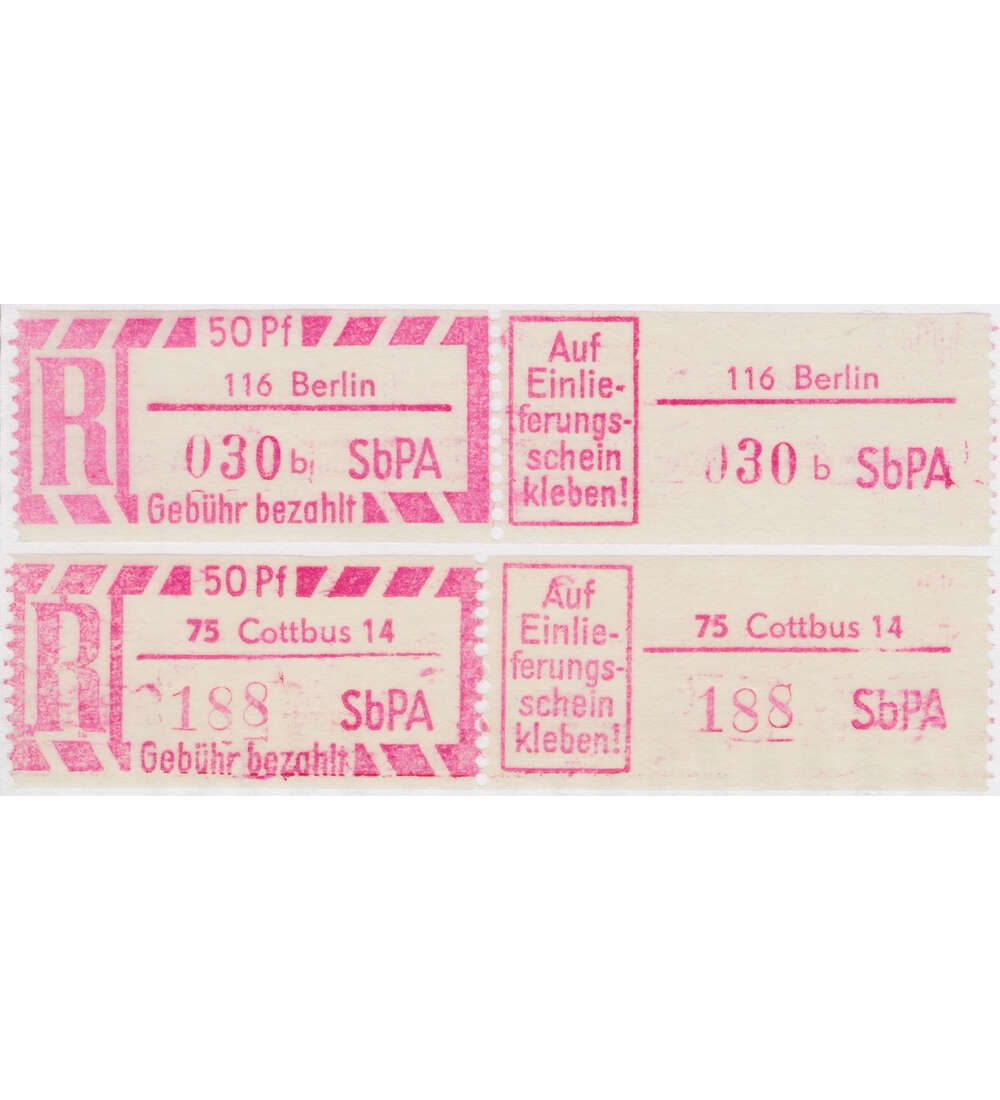 50 Pf
R
116 Berlin
030 b SbPA
Gebühr bezahlt
Auf
Einlie-
ferungs-
schein
kleben!
116 Berlin
030 b SbPA
50 Pf
R
75 Cottbus 14
188 SbPA
Gebühr bezahlt
Auf
Einlie-
ferungs-
schein
kleben!
75 Cottbus 14
188 SbPA